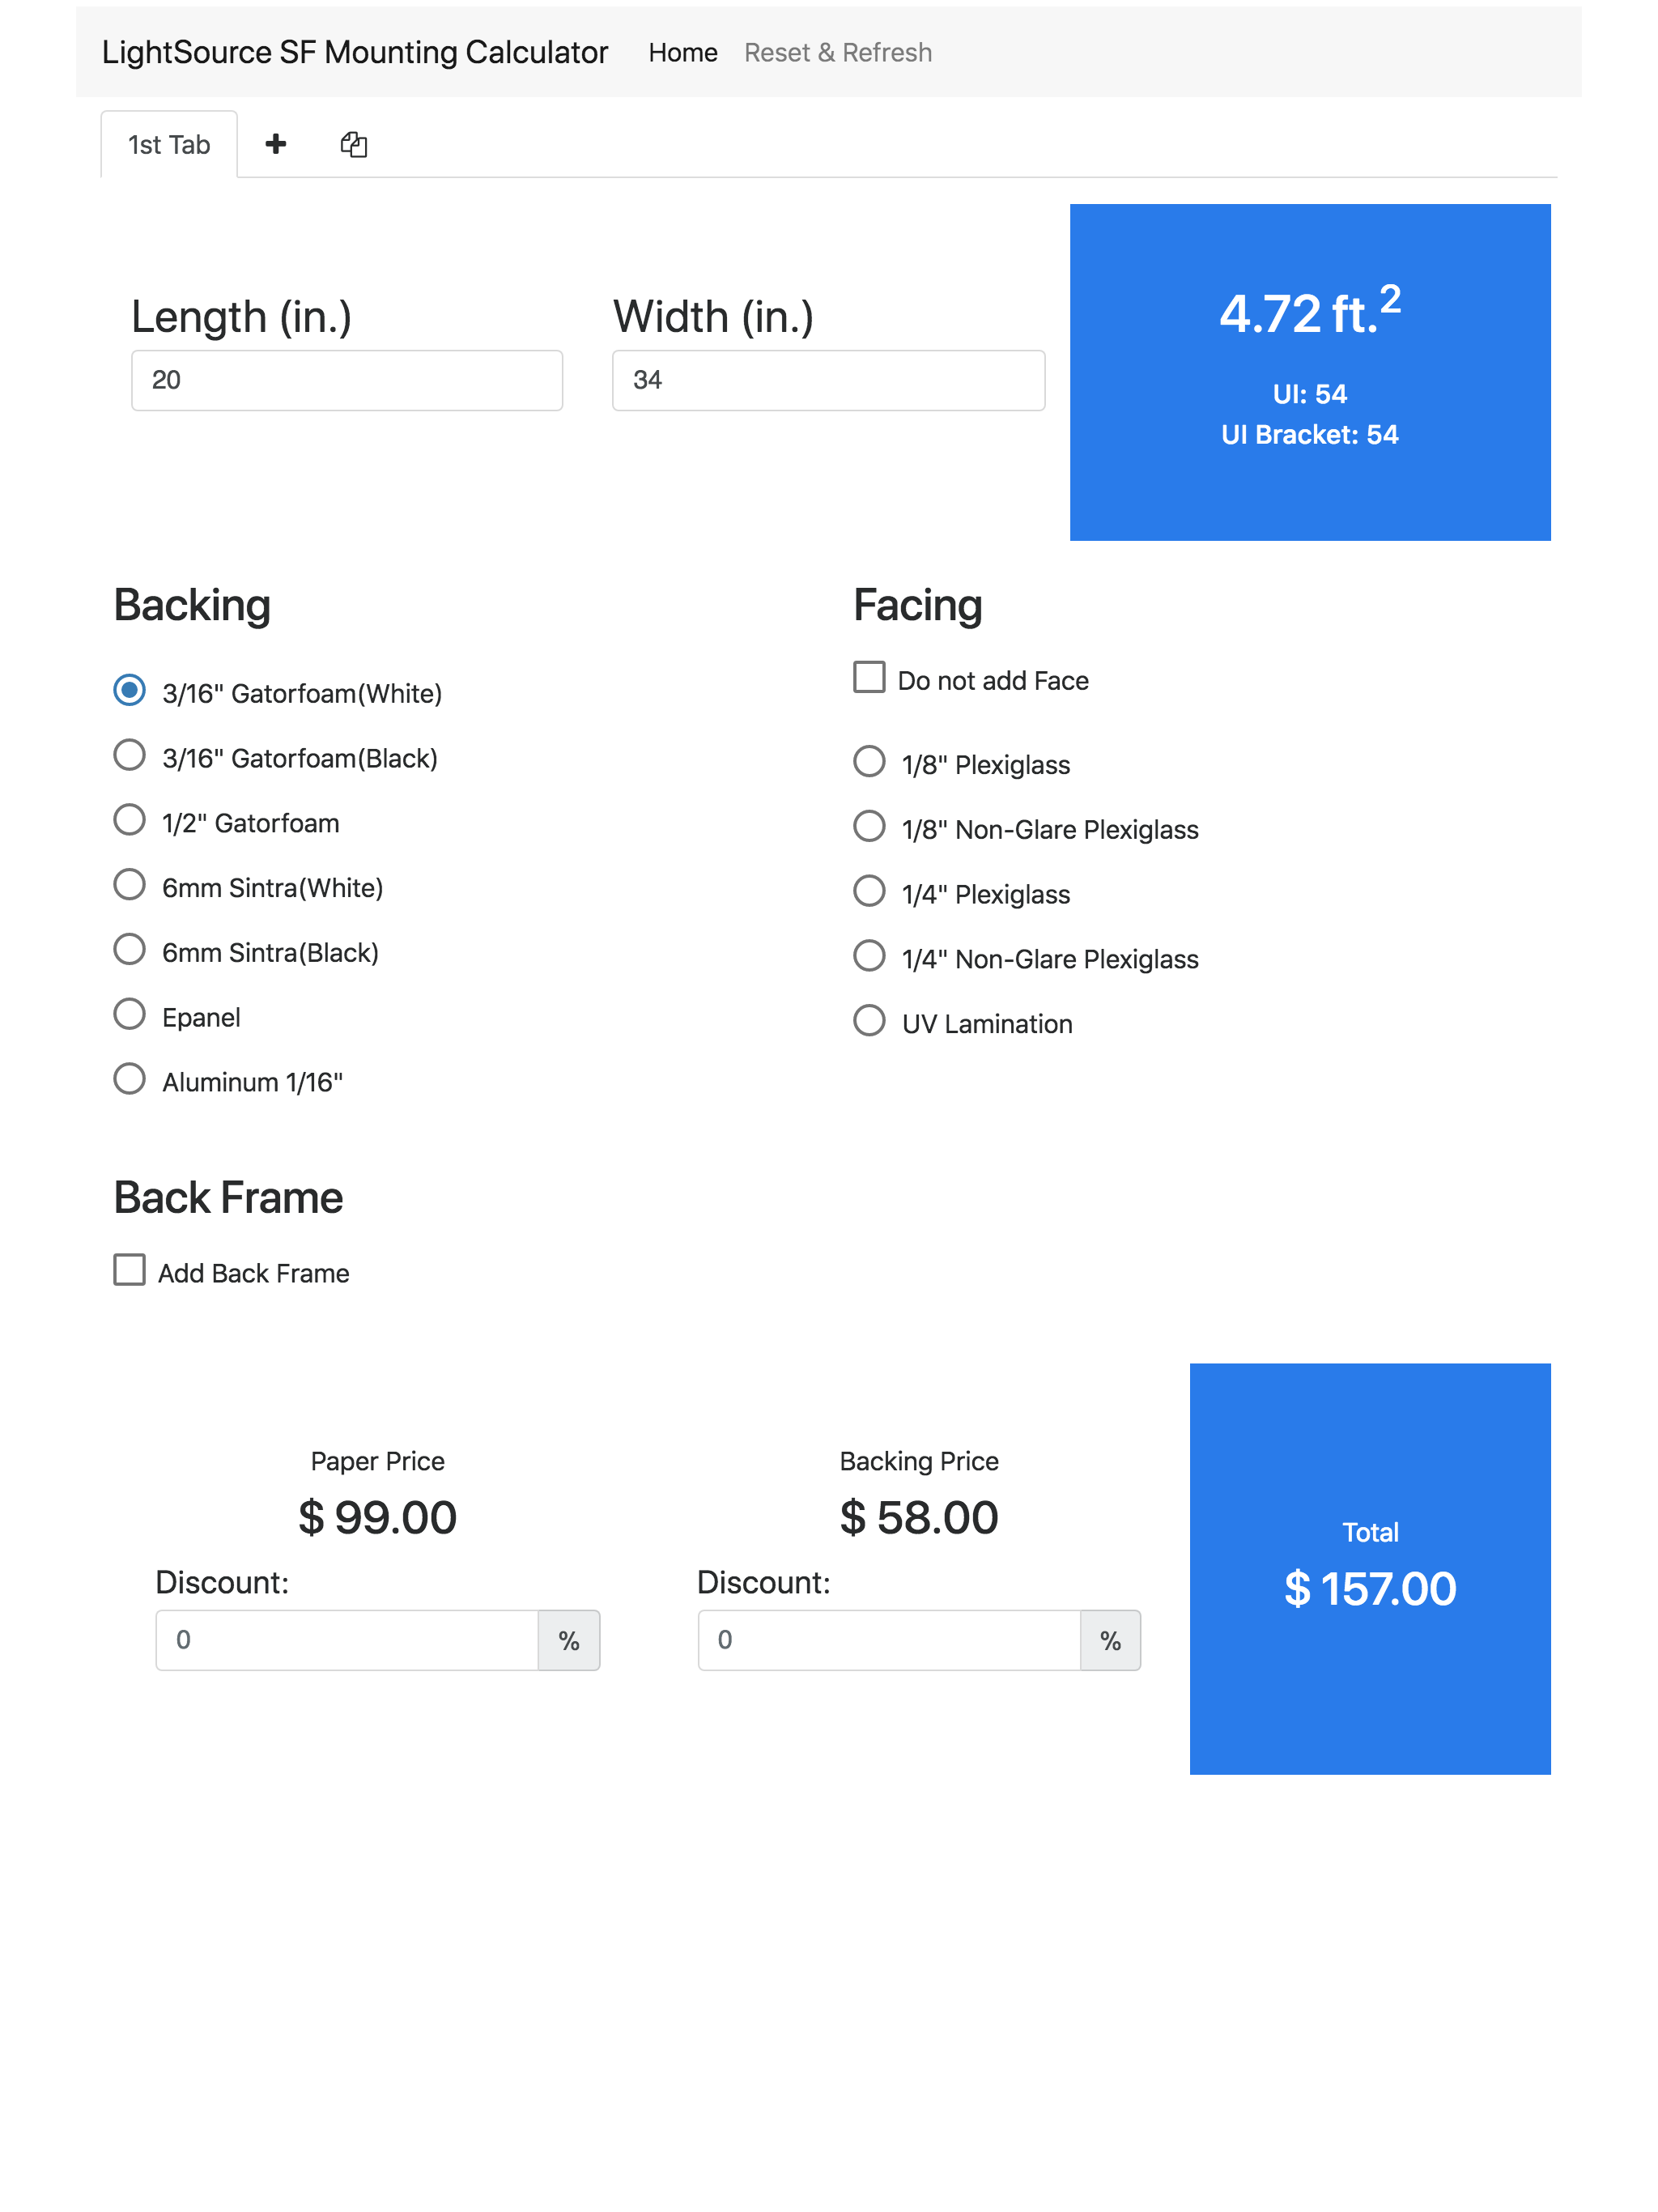 LightSource SF Mounting Calculator Home Reset & Refresh
1st Tab
Length (in.) Width (in.)
20 34
4.72 ft.²
UI: 54
UI Bracket: 54
Backing
3/16" Gatorfoam(White)
3/16" Gatorfoam(Black)
1/2" Gatorfoam
6mm Sintra(White)
6mm Sintra(Black)
Epanel
Aluminum 1/16"
Facing
Do not add Face
1/8" Plexiglass
1/8" Non-Glare Plexiglass
1/4" Plexiglass
1/4" Non-Glare Plexiglass
UV Lamination
Back Frame
Add Back Frame
Paper Price
$ 99.00
Discount:
0 %
Backing Price
$ 58.00
Discount:
0 %
Total
$ 157.00